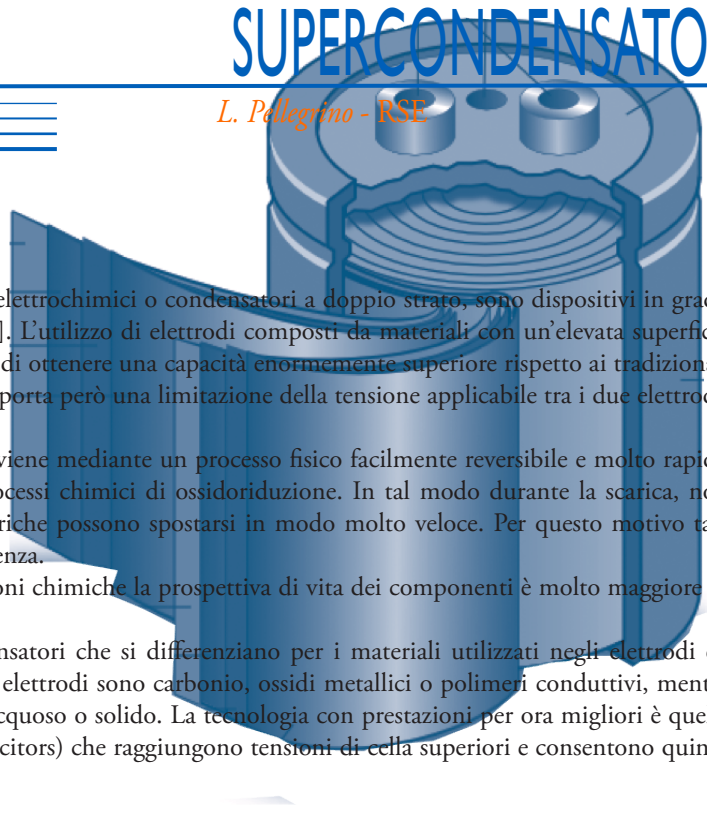 SUPERCONDENSATO
L. Pellegrino - RSE
elettrochimici o condensatori a doppio strato, sono dispositivi in grad
]. L'utilizzo di elettrodi composti da materiali con un'elevata superfic
di ottenere una capacità enormemente superiore rispetto ai tradiziona
porta però una limitazione della tensione applicabile tra i due elettrod
viene mediante un processo fisico facilmente reversibile e molto rapid
ocessi chimici di ossidoriduzione. In tal modo durante la scarica, no
riche possono spostarsi in modo molto veloce. Per questo motivo ta
enza.
oni chimiche la prospettiva di vita dei componenti è molto maggiore
nsatori che si differenziano per i materiali utilizzati negli elettrodi e
elettrodi sono carbonio, ossidi metallici o polimeri conduttivi, ment
cquoso o solido. La tecnologia con prestazioni per ora migliori è quel
citors) che raggiungono tensioni di cella superiori e consentono quin